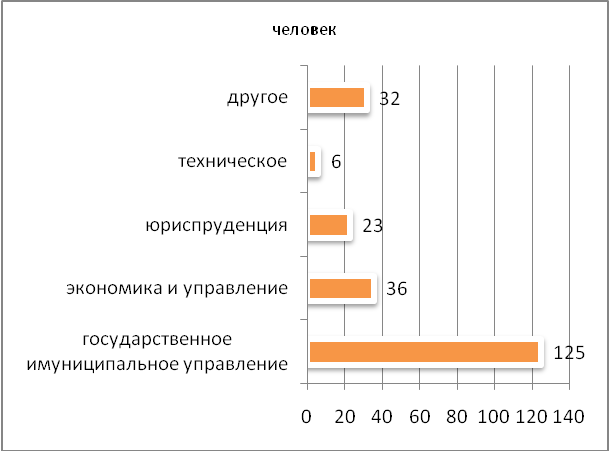 человек
другое
32
техническое
6
юриспруденция
23
экономика и управление
36
государственное
имуниципальное управление
125
0 20 40 60 80 100 120 140